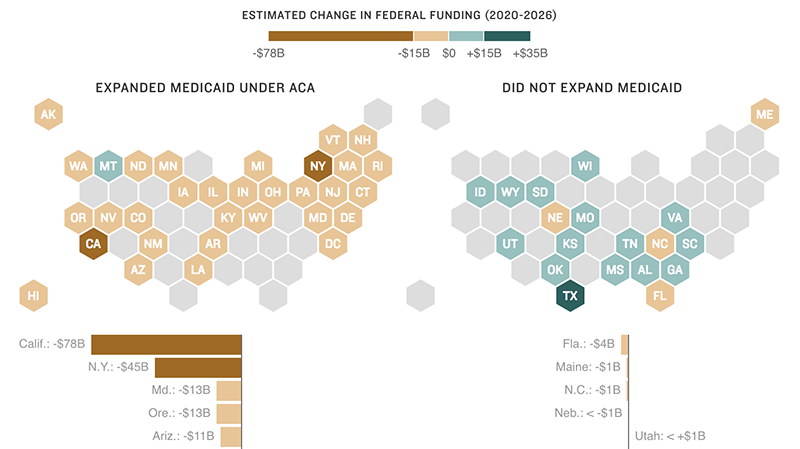 ESTIMATED CHANGE IN FEDERAL FUNDING (2020-2026)
-$78B -$15B $0 +$15B +$35B
EXPANDED MEDICAID UNDER ACA
AK
VT NH
WA MT ND MN MI NY MA RI
IA IL IN OH PA NJ CT
OR NV CO KY WV MD DE
CA NM AR DC
AZ LA
HI
Calif.: -$78B
N.Y.: -$45B
Md.: -$13B
Ore.: -$13B
Ariz.: -$11B
DID NOT EXPAND MEDICAID
ME
WI
ID WY SD
NE MO VA
UT KS TN NC SC
OK MS AL GA
TX FL
Fla.: -$4B
Maine: -$1B
N.C.: -$1B
Neb.: < -$1B
Utah: < +$1B